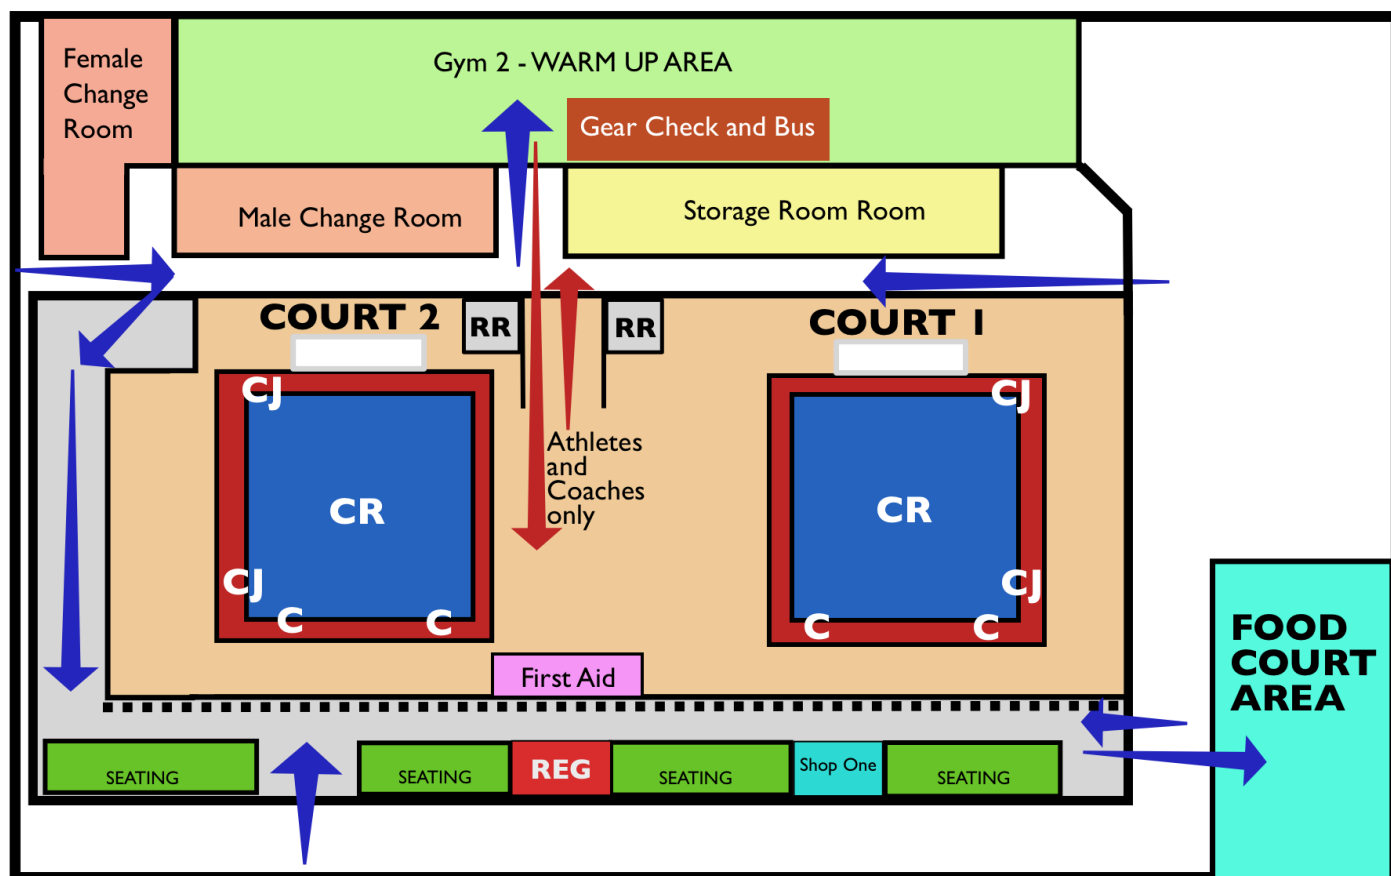 Female
Change
Room
Gym 2 - WARM UP AREA
Gear Check and Bus
Male Change Room
Storage Room Room
COURT 2
RR
RR
COURT 1
CJ
CJ
CR
CR
Athletes
and
Coaches
only
CJ
CJ
C
C
C
C
First Aid
FOOD
COURT
AREA
SEATING
SEATING
REG
SEATING
Shop One
SEATING